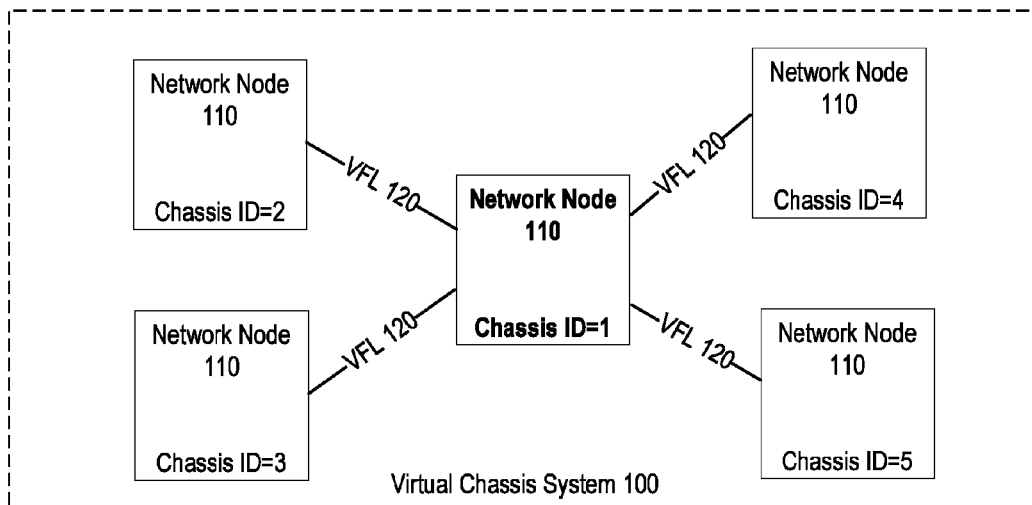 Network Node
110
Chassis ID=2
VFL 120
Network Node
110
Chassis ID=4
VFL 120
Network Node
110
Chassis ID=1
Network Node
110
Chassis ID=3
VFL 120
Network Node
110
Chassis ID=5
VFL 120
Virtual Chassis System 100